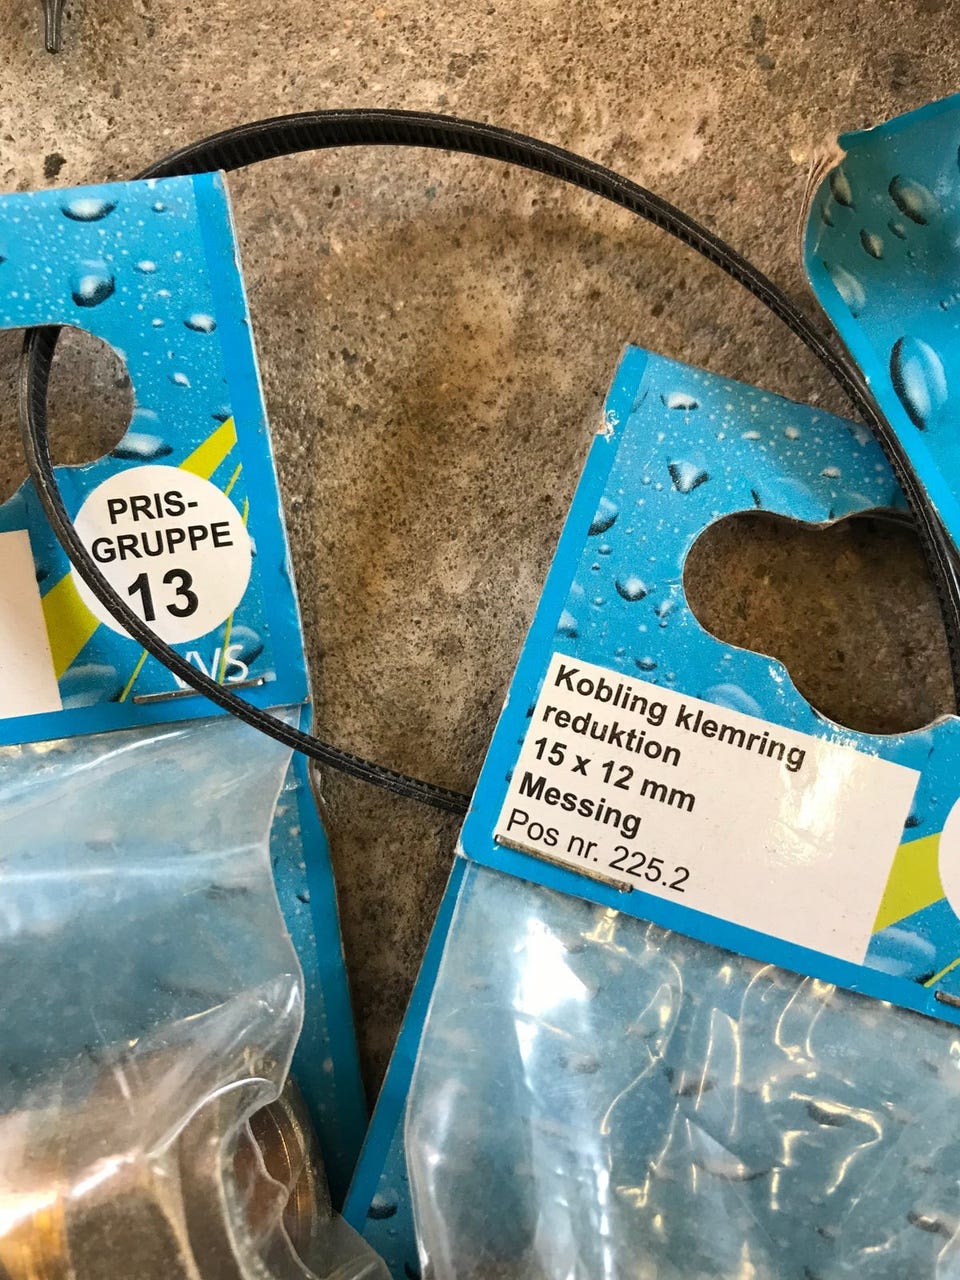 PRIS-
GRUPPE
13
VVS
Kobling klemring
reduktion
15 x 12 mm
Messing
Pos nr. 225.2